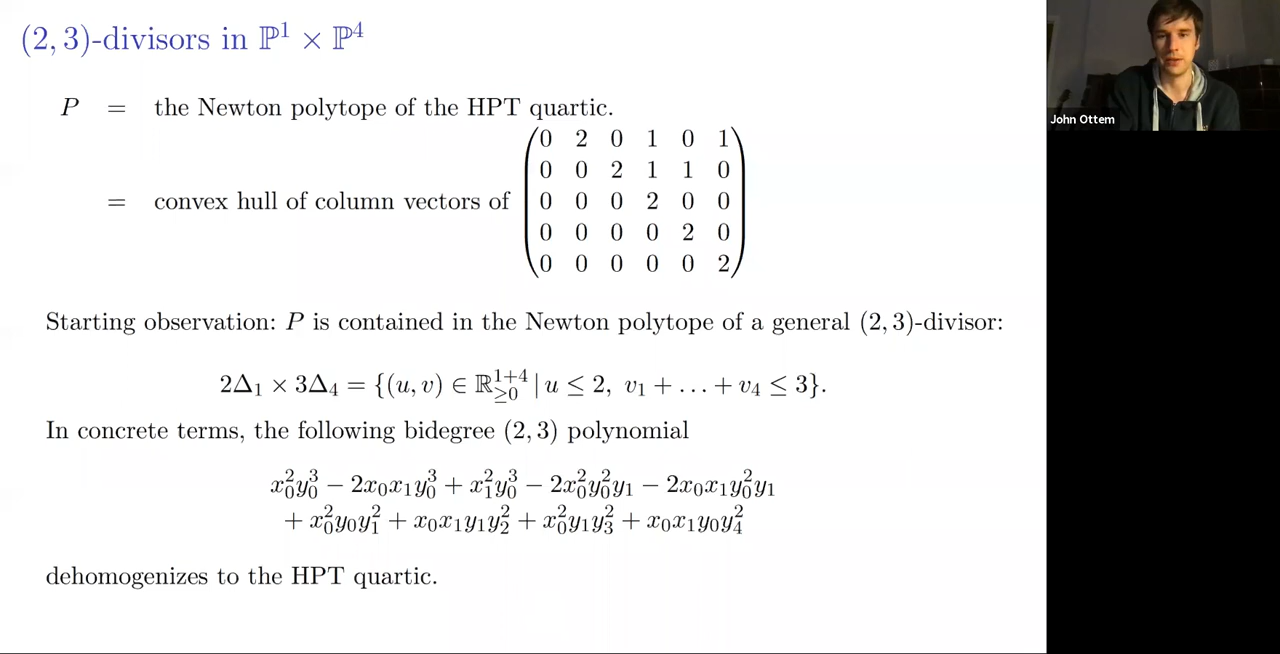 (2, 3)-divisors in ℙ¹ × ℙ⁴
P = the Newton polytope of the HPT quartic.
= convex hull of column vectors of
0 2 0 1 0 1
0 0 2 1 1 0
0 0 0 2 0 0
0 0 0 0 2 0
0 0 0 0 0 2
Starting observation: P is contained in the Newton polytope of a general (2, 3)-divisor:
2Δ₁ × 3Δ₄ = {(u, v) ∈ ℝ^{1+4}_{≥0} | u ≤ 2, v₁ + … + v₄ ≤ 3}.
In concrete terms, the following bidegree (2, 3) polynomial
x₀²y₀³ − 2x₀x₁y₀³ + x₁²y₀³ − 2x₀²y₀²y₁ − 2x₀x₁y₀²y₁
+ x₀²y₀y₁² + x₀x₁y₁y₂² + x₀²y₁y₃² + x₀x₁y₀y₄²
dehomogenizes to the HPT quartic.
John Ottem